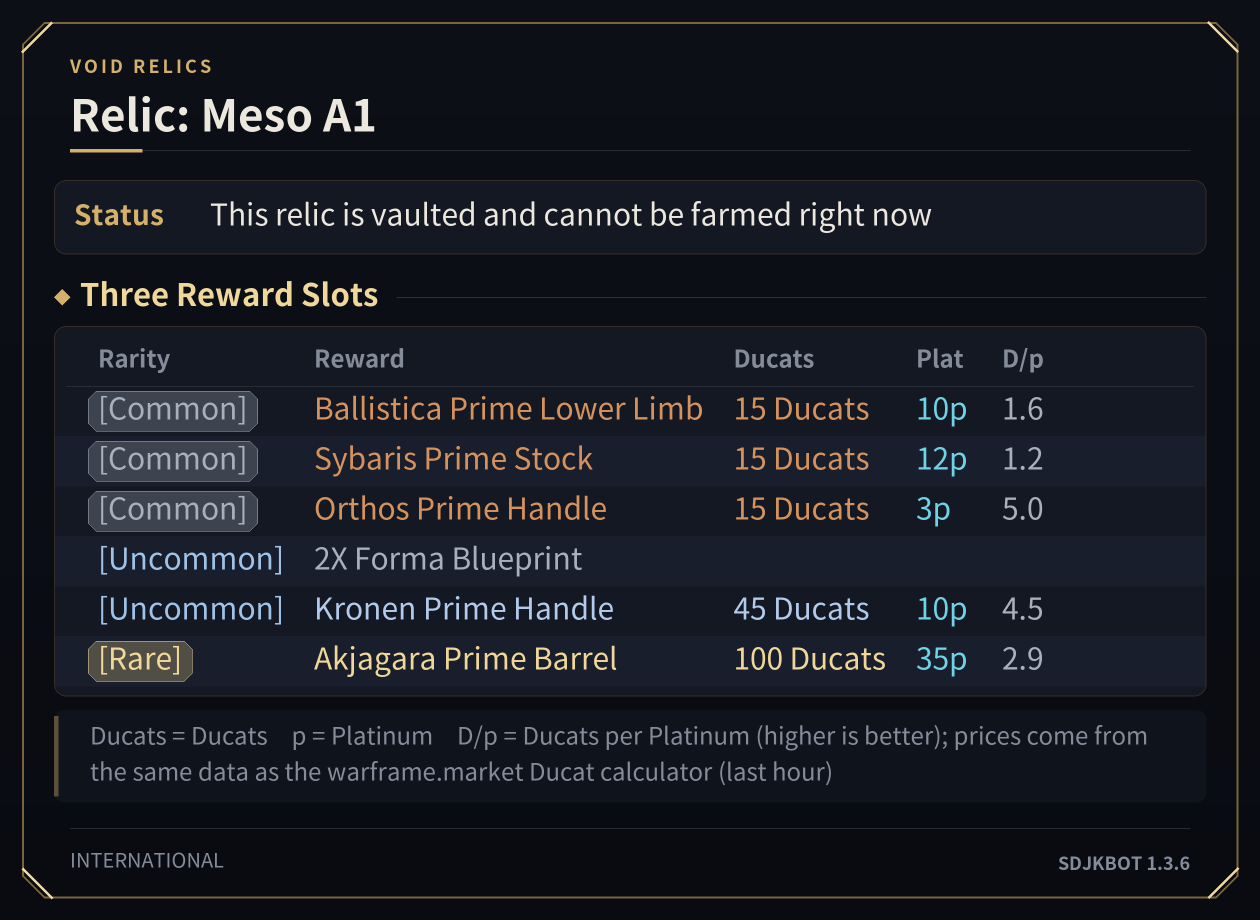 VOID RELICS
Relic: Meso A1
Status This relic is vaulted and cannot be farmed right now
Three Reward Slots
Rarity Reward Ducats Plat D/p
[Common] Ballistica Prime Lower Limb 15 Ducats 10p 1.6
[Common] Sybaris Prime Stock 15 Ducats 12p 1.2
[Common] Orthos Prime Handle 15 Ducats 3p 5.0
[Uncommon] 2X Forma Blueprint
[Uncommon] Kronen Prime Handle 45 Ducats 10p 4.5
[Rare] Akjagara Prime Barrel 100 Ducats 35p 2.9
Ducats = Ducats p = Platinum D/p = Ducats per Platinum (higher is better); prices come from
the same data as the warframe.market Ducat calculator (last hour)
INTERNATIONAL SDJKBOT 1.3.6